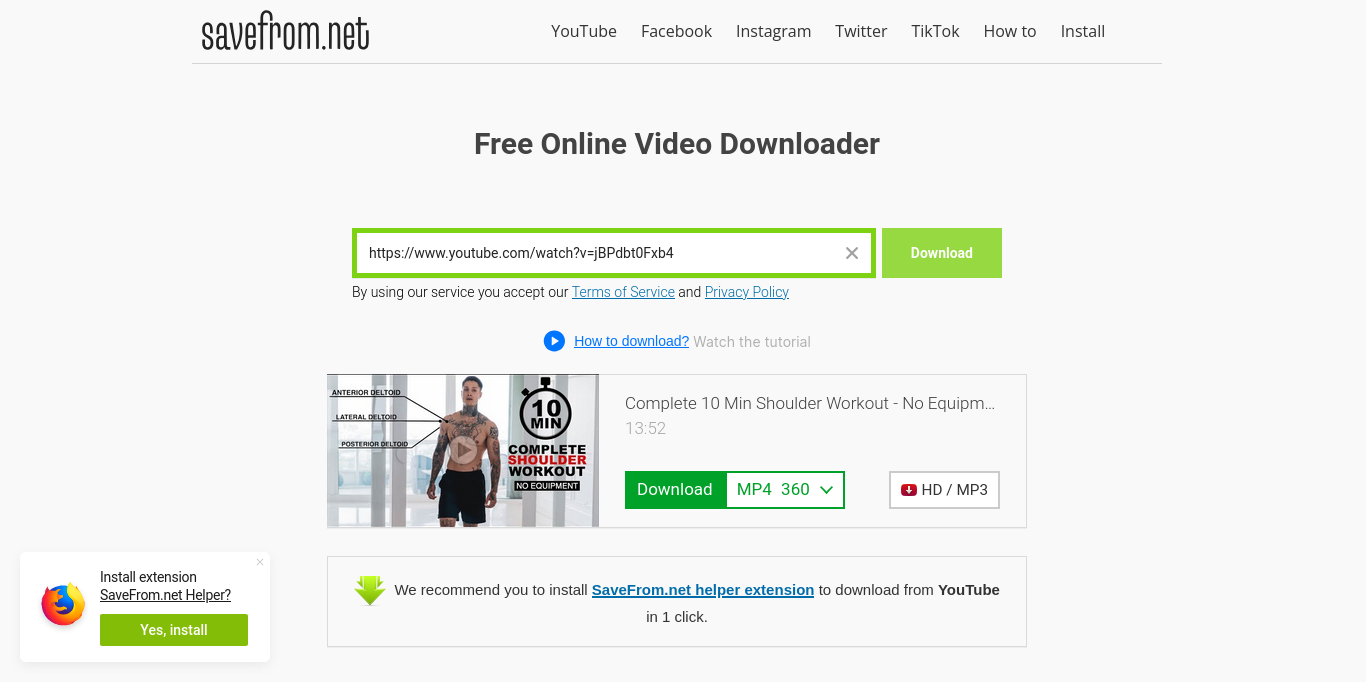 savefrom.net
YouTube Facebook Instagram Twitter TikTok How to Install
Free Online Video Downloader
https://www.youtube.com/watch?v=jBPdbt0Fxb4
Download
By using our service you accept our Terms of Service and Privacy Policy
How to download? Watch the tutorial
ANTERIOR DELTOID
LATERAL DELTOID
POSTERIOR DELTOID
10
MIN
COMPLETE
SHOULDER
WORKOUT
NO EQUIPMENT
Complete 10 Min Shoulder Workout - No Equipm...
13:52
Download MP4 360
HD / MP3
We recommend you to install SaveFrom.net helper extension to download from YouTube
in 1 click.
Install extension
SaveFrom.net Helper?
Yes, install